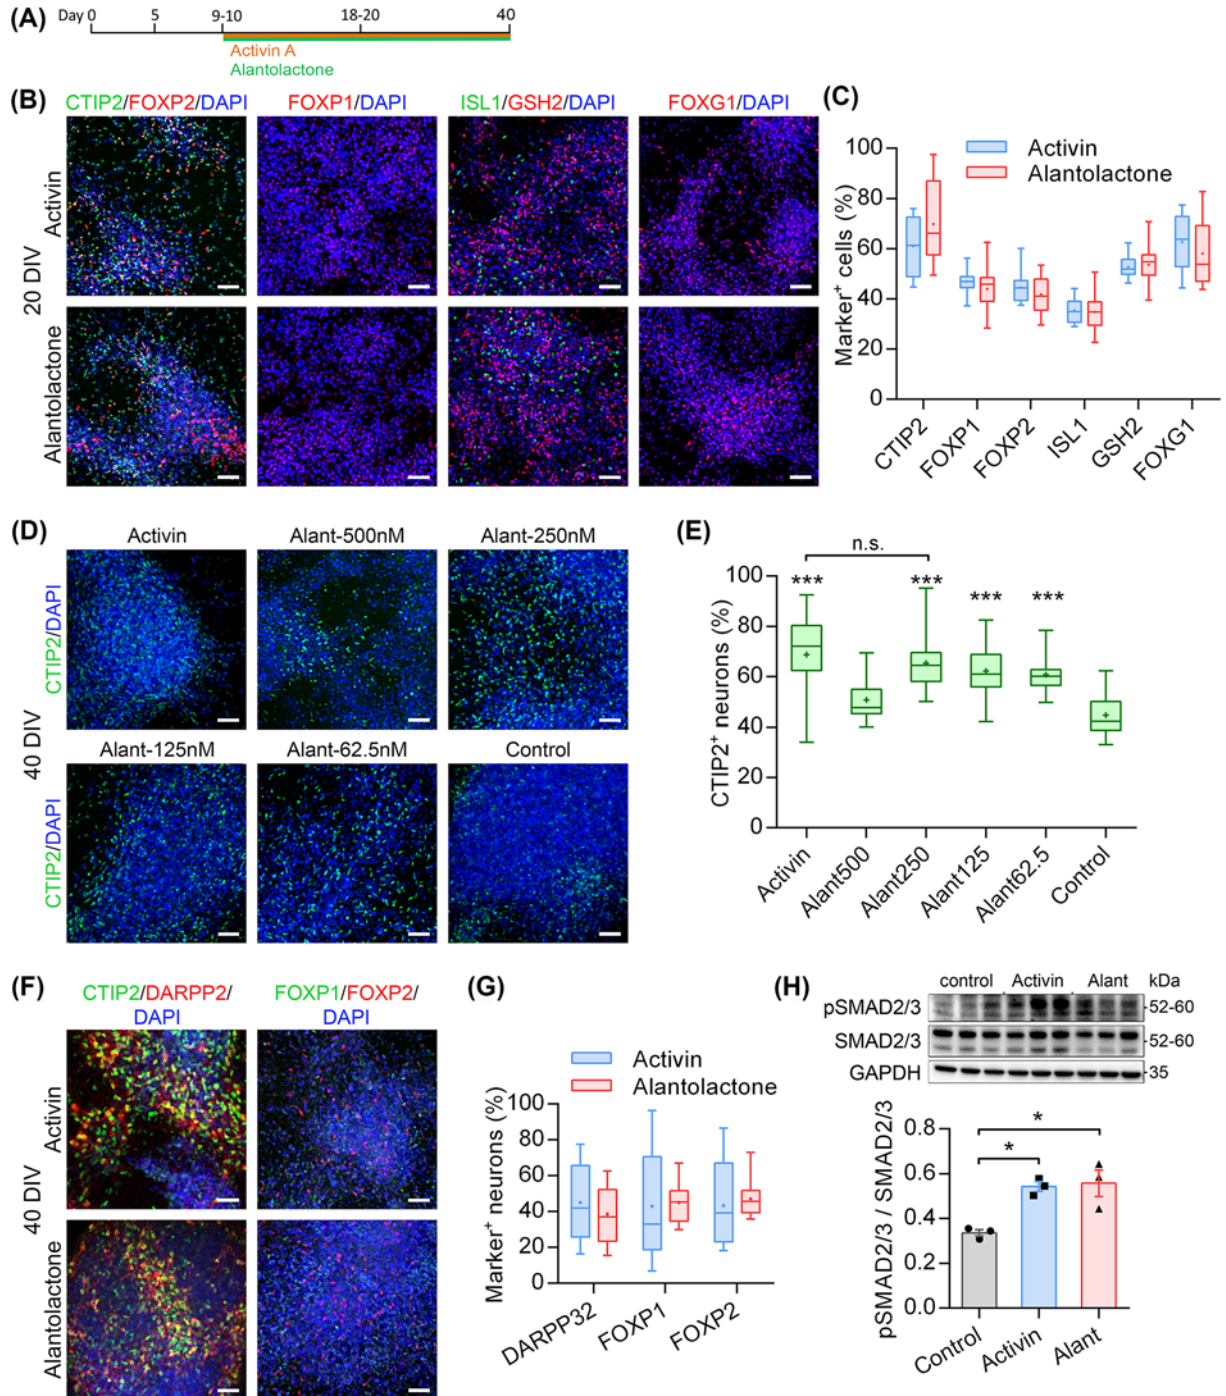 (A)
Day 0 5 9-10 18-20 40
Activin A
Alantolactone
(B)
CTIP2/FOXP2/DAPI FOXP1/DAPI ISL1/GSH2/DAPI FOXG1/DAPI
20 DIV
Activin
Alantolactone
(C)
Activin
Alantolactone
Marker+ cells (%)
100
80
60
40
20
0
CTIP2 FOXP1 FOXP2 ISL1 GSH2 FOXG1
(D)
40 DIV
Activin Alant-500nM Alant-250nM
CTIP2/DAPI
Alant-125nM Alant-62.5nM Control
CTIP2/DAPI
(E)
n.s.
*** *** *** ***
CTIP2+ neurons (%)
100
80
60
40
20
0
Activin Alant500 Alant250 Alant125 Alant62.5 Control
(F)
CTIP2/DARPP2/ FOXP1/FOXP2/
DAPI DAPI
40 DIV
Activin
Alantolactone
(G)
Activin
Alantolactone
Marker+ neurons (%)
100
80
60
40
20
0
DARPP32 FOXP1 FOXP2
(H)
control Activin Alant kDa
pSMAD2/3 52-60
SMAD2/3 52-60
GAPDH 35
*
*
pSMAD2/3 / SMAD2/3
0.8
0.6
0.4
0.2
0.0
Control Activin Alant